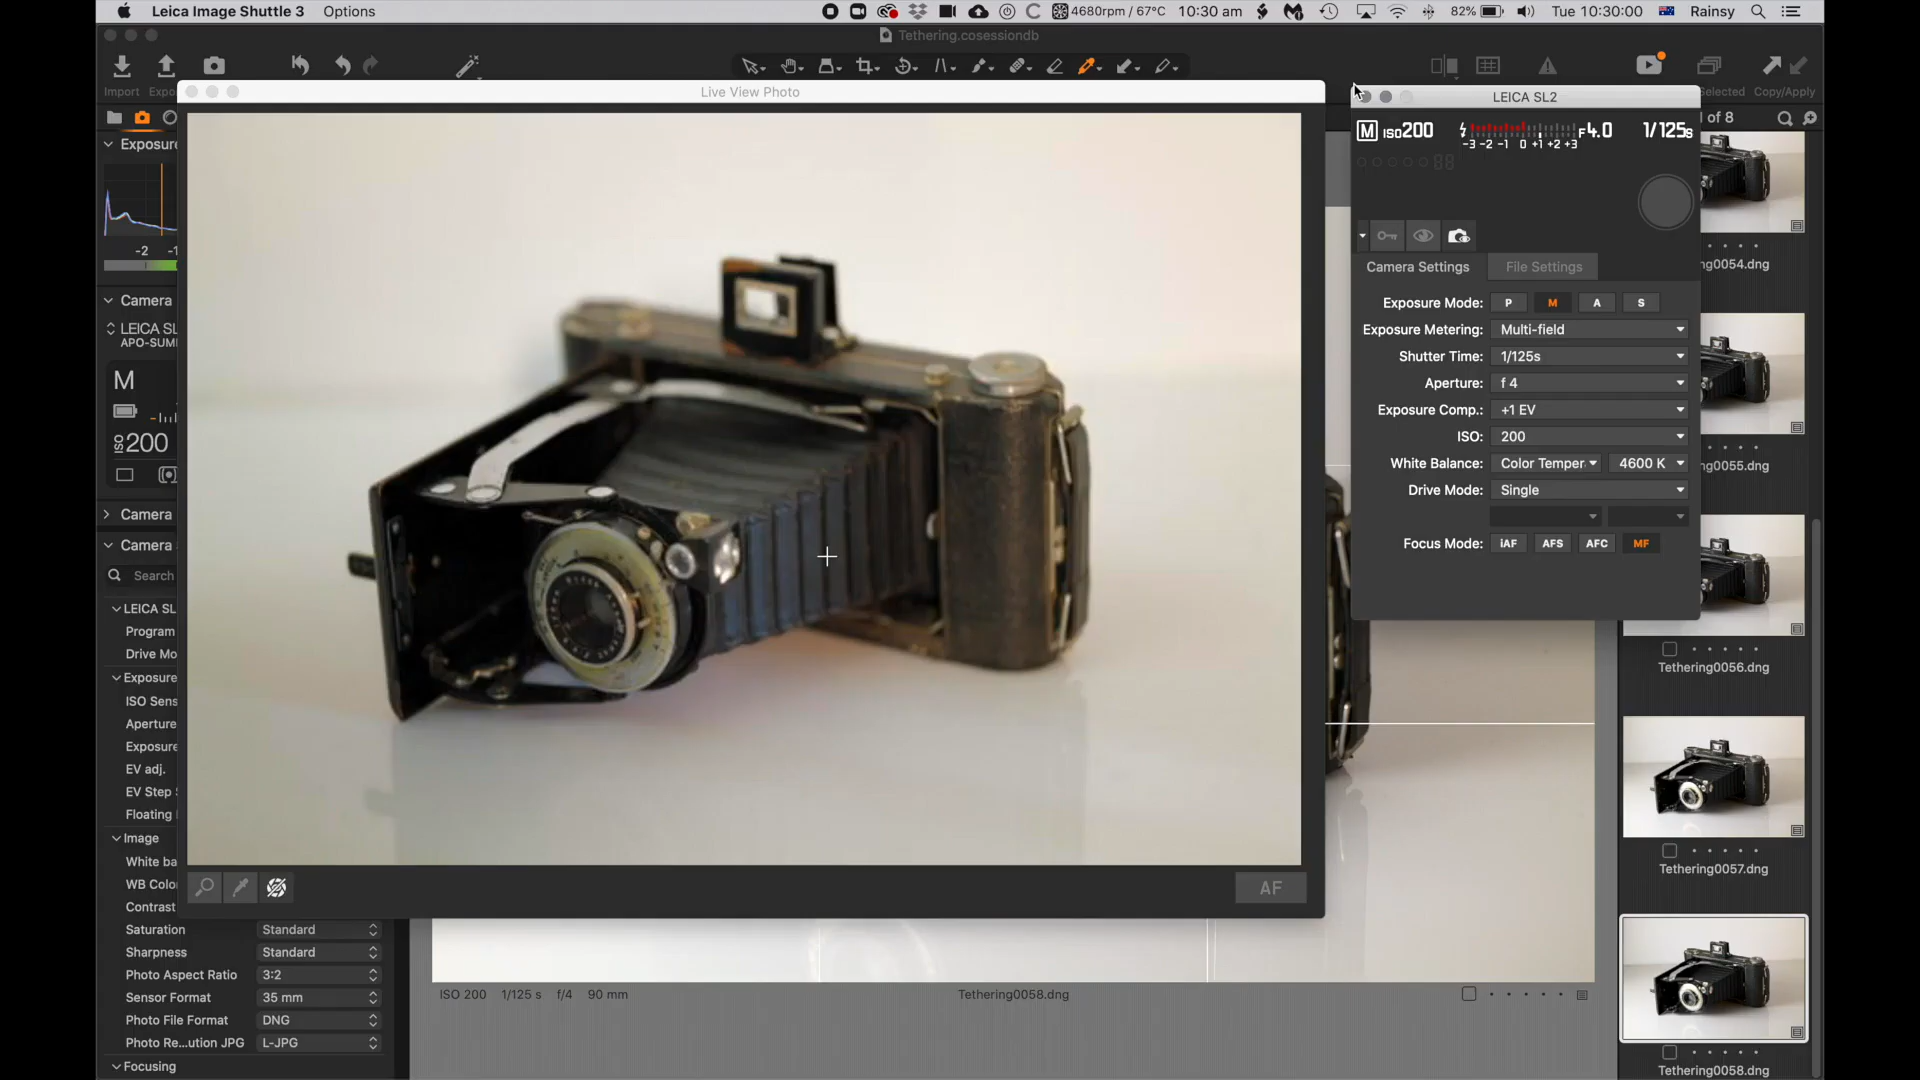 Leica Image Shuttle 3 Options
4680rpm / 67°C 10:30 am 82% Tue 10:30:00 Rainsy
Tethering.cosessiondb
Import
Selected Copy/Apply
Live View Photo
LEICA SL2
of 8
M ISO200 F4.0 1/125s
-3 -2 -1 0 +1 +2 +3
Exposure
-2
Camera
LEICA SL
APO-SUM
M
ISO 200
Camera
Camera
Search
LEICA SL
Program
Drive Mo
Exposure
ISO Sens
Aperture
Exposure
EV adj.
EV Step S
Floating
Image
White ba
WB Colo
Contrast
Saturation Standard
Sharpness Standard
Photo Aspect Ratio 3:2
Sensor Format 35 mm
Photo File Format DNG
Photo Re...ution JPG L-JPG
Focusing
AF
Camera Settings File Settings
Exposure Mode: P M A S
Exposure Metering: Multi-field
Shutter Time: 1/125s
Aperture: f 4
Exposure Comp.: +1 EV
ISO: 200
White Balance: Color Temper 4600 K
Drive Mode: Single
Focus Mode: iAF AFS AFC MF
ng0054.dng
ng0055.dng
Tethering0056.dng
Tethering0057.dng
Tethering0058.dng
ISO 200 1/125 s f/4 90 mm Tethering0058.dng